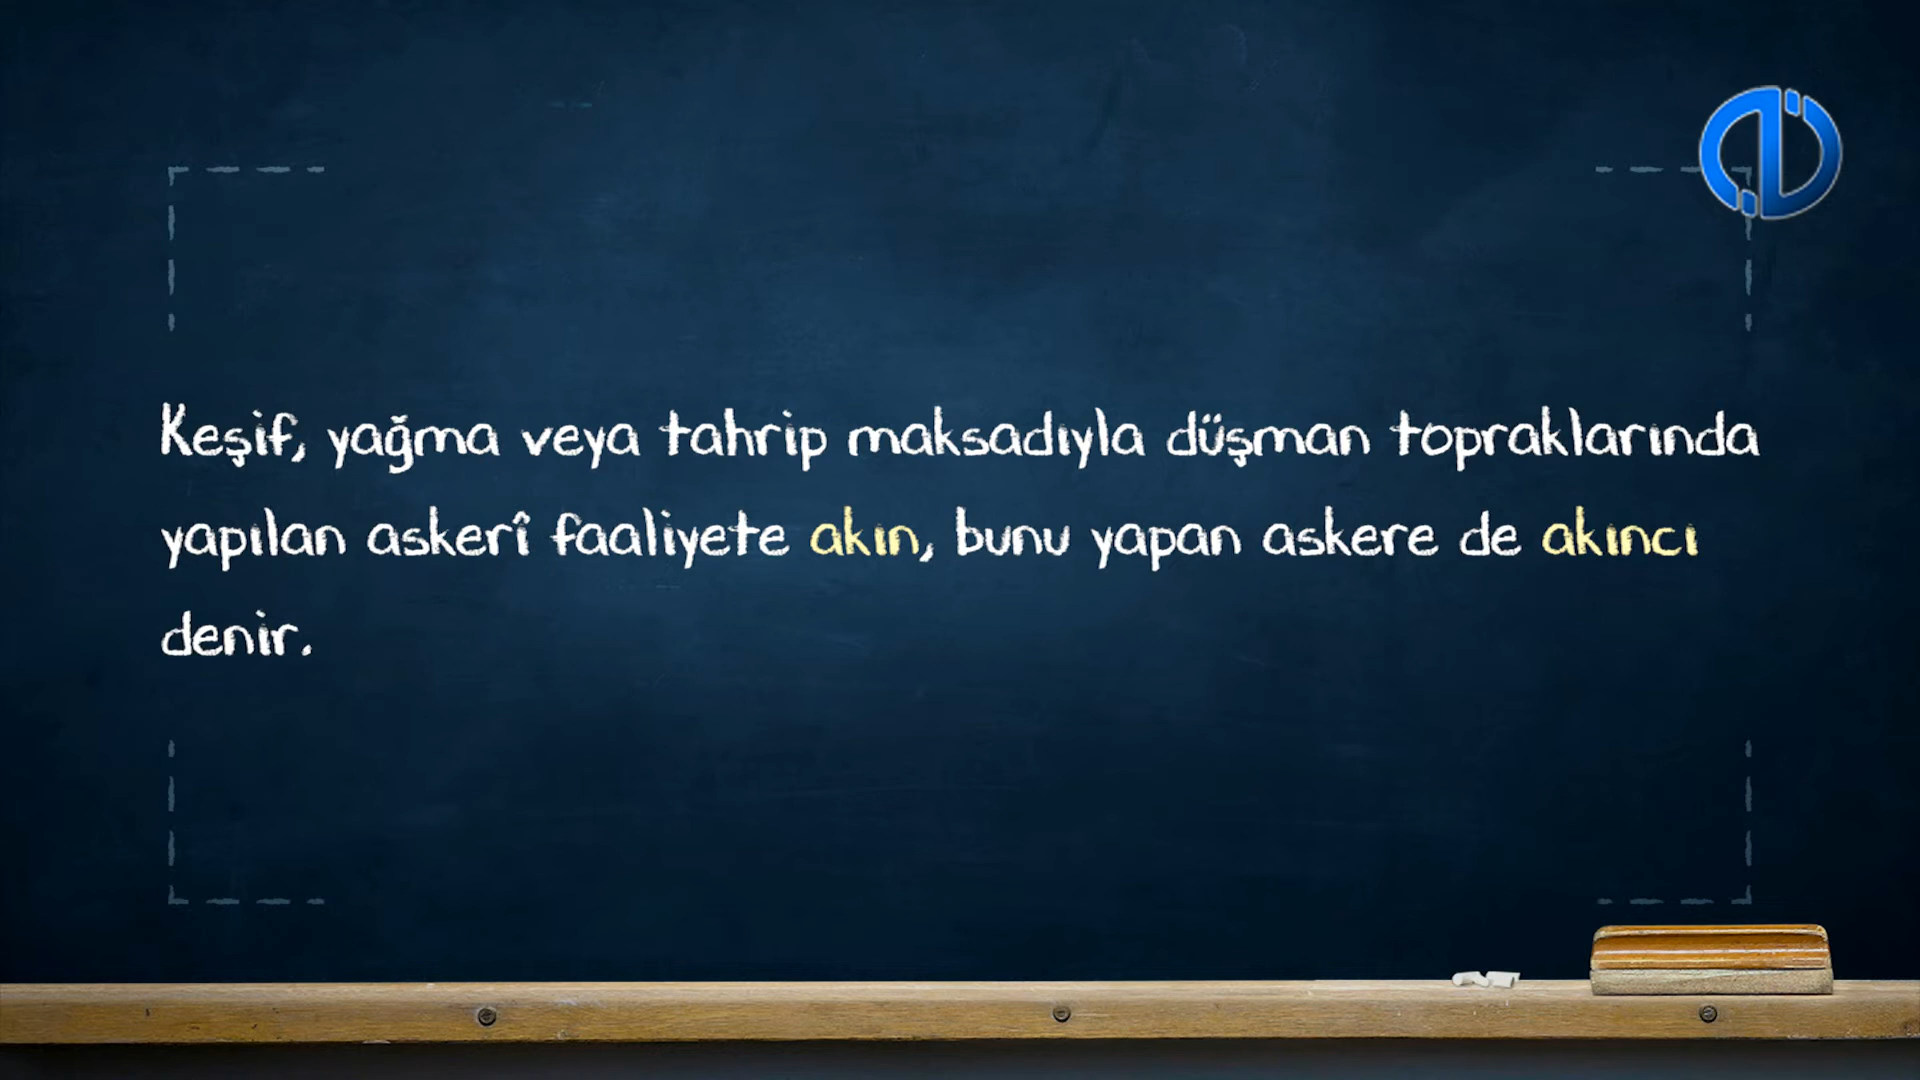 Keşif, yağma veya tahrip maksadıyla düşman topraklarında
yapılan askerî faaliyete akın, bunu yapan askere de akıncı
denir.